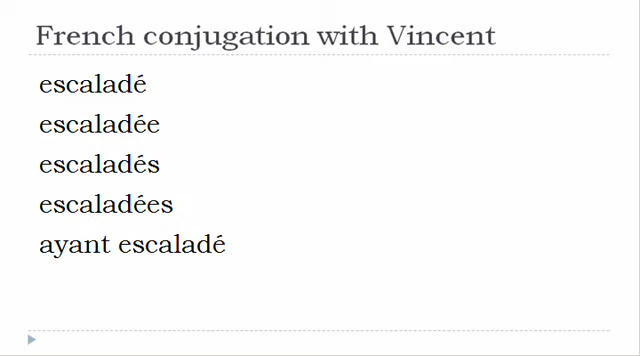 French conjugation with Vincent
escaladé
escaladée
escaladés
escaladées
ayant escaladé